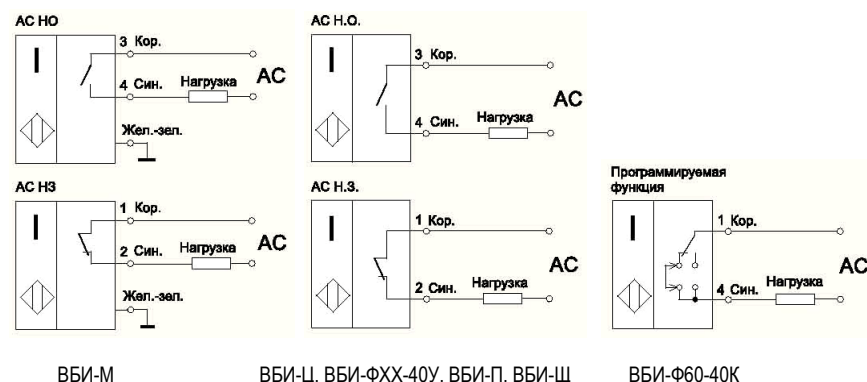 АС НО
3 Кор.
4 Син.
Нагрузка
АС
Жел.-зел.
АС Н.О.
3 Кор.
4 Син.
Нагрузка
АС
АС НЗ
1 Кор.
2 Син.
Нагрузка
АС
Жел.-зел.
АС Н.З.
1 Кор.
2 Син.
Нагрузка
АС
Программируемая
функция
1 Кор.
4 Син.
Нагрузка
АС
ВБИ-М
ВБИ-Ц, ВБИ-ФХХ-40У, ВБИ-П, ВБИ-Щ
ВБИ-Ф60-40К